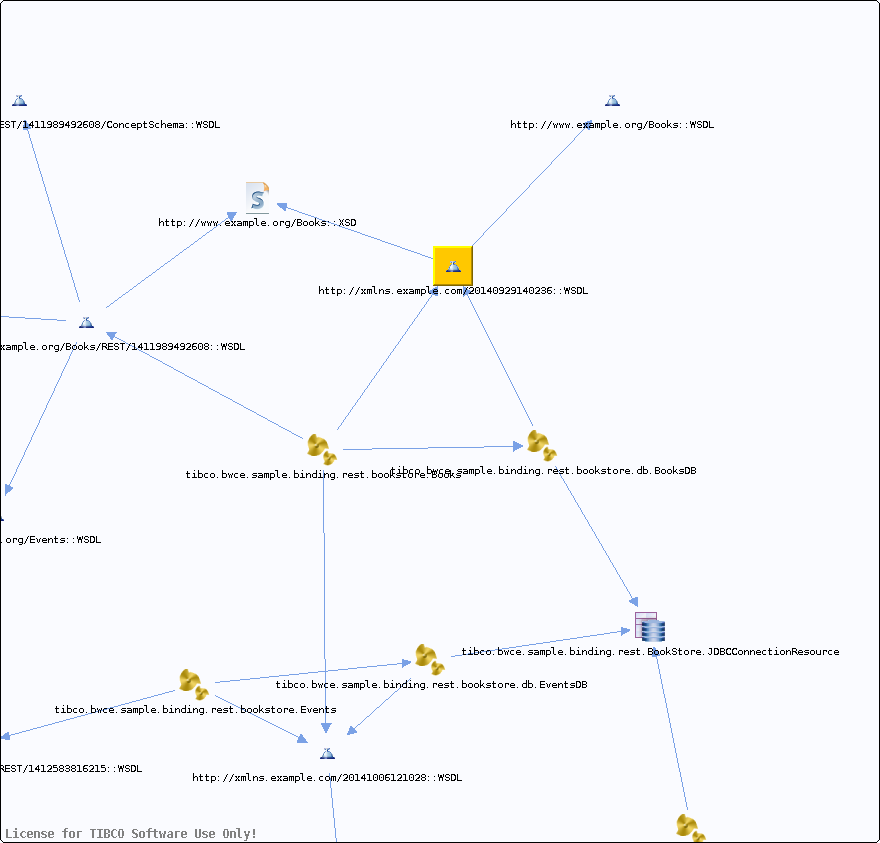 EST/1411989492608/ConceptSchema::WSDL
http://www.example.org/Books::WSDL
http://www.example.org/Books::XSD
http://xmlns.example.com/20140929140236::WSDL
xample.org/Books/REST/1411989492608::WSDL
tibco.bwce.sample.binding.rest.bookstore.Books
tibco.bwce.sample.binding.rest.bookstore.db.BooksDB
.org/Events::WSDL
tibco.bwce.sample.binding.rest.BookStore.JDBCConnectionResource
tibco.bwce.sample.binding.rest.bookstore.db.EventsDB
tibco.bwce.sample.binding.rest.bookstore.Events
REST/1412583816215::WSDL
http://xmlns.example.com/20141006121028::WSDL
License for TIBCO Software Use Only!